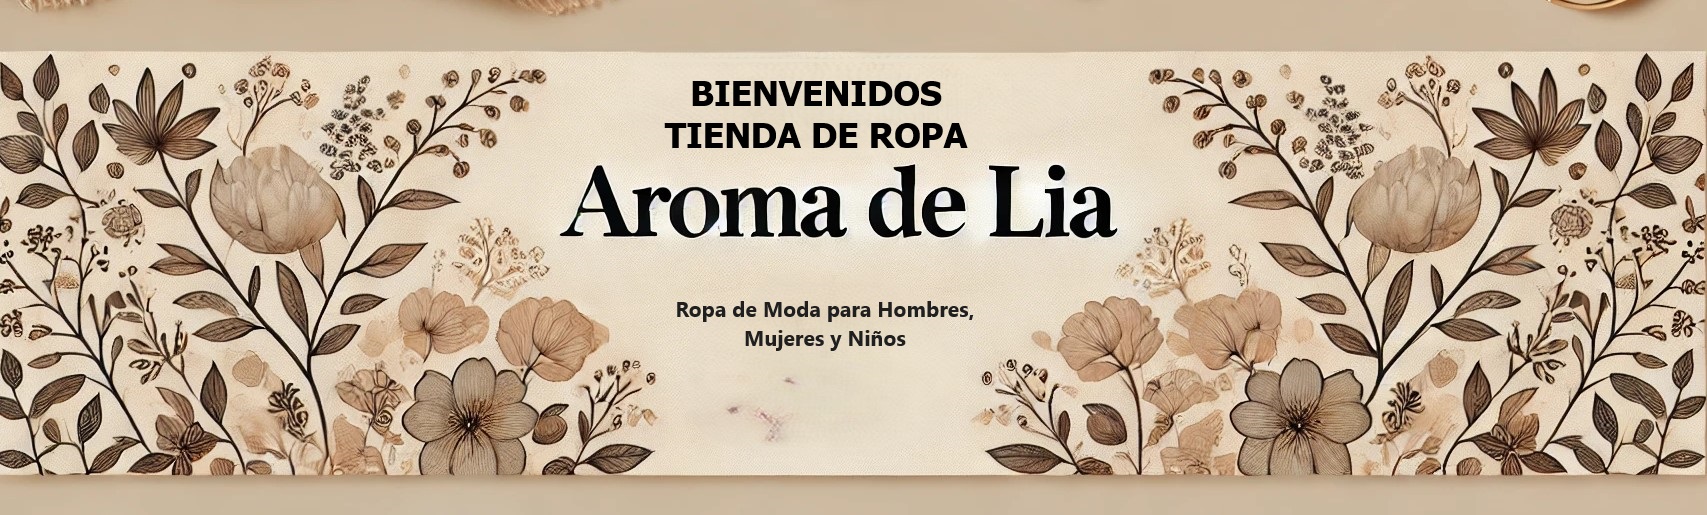 BIENVENIDOS
TIENDA DE ROPA
Aroma de Lia
Ropa de Moda para Hombres,
Mujeres y Niños